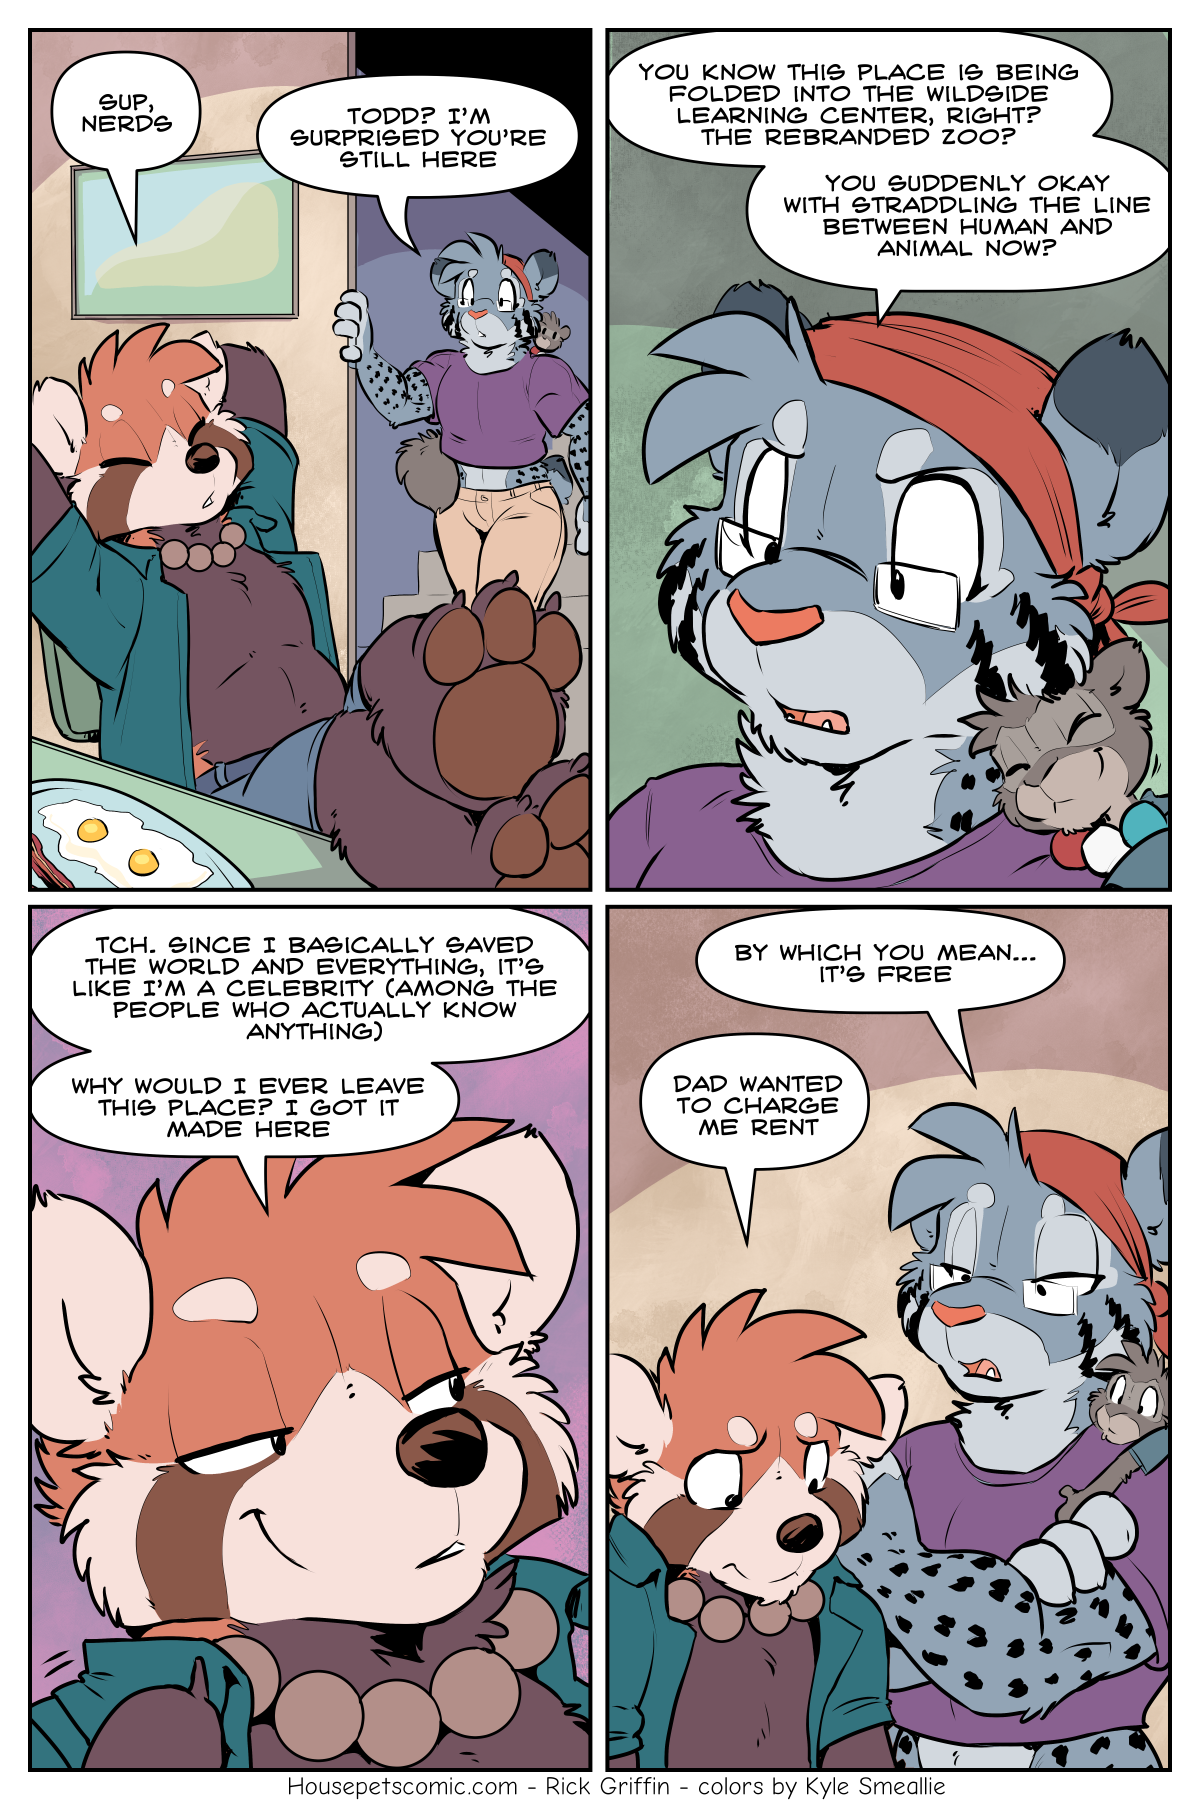 SUP,
NERDS
TODD? I'M
SURPRISED YOU'RE
STILL HERE
YOU KNOW THIS PLACE IS BEING
FOLDED INTO THE WILDSIDE
LEARNING CENTER, RIGHT?
THE REBRANDED ZOO?
YOU SUDDENLY OKAY
WITH STRADDLING THE LINE
BETWEEN HUMAN AND
ANIMAL NOW?
TCH. SINCE I BASICALLY SAVED
THE WORLD AND EVERYTHING, IT'S
LIKE I'M A CELEBRITY (AMONG THE
PEOPLE WHO ACTUALLY KNOW
ANYTHING)
WHY WOULD I EVER LEAVE
THIS PLACE? I GOT IT
MADE HERE
BY WHICH YOU MEAN...
IT'S FREE
DAD WANTED
TO CHARGE
ME RENT
Housepetscomic.com - Rick Griffin - colors by Kyle Smeallie